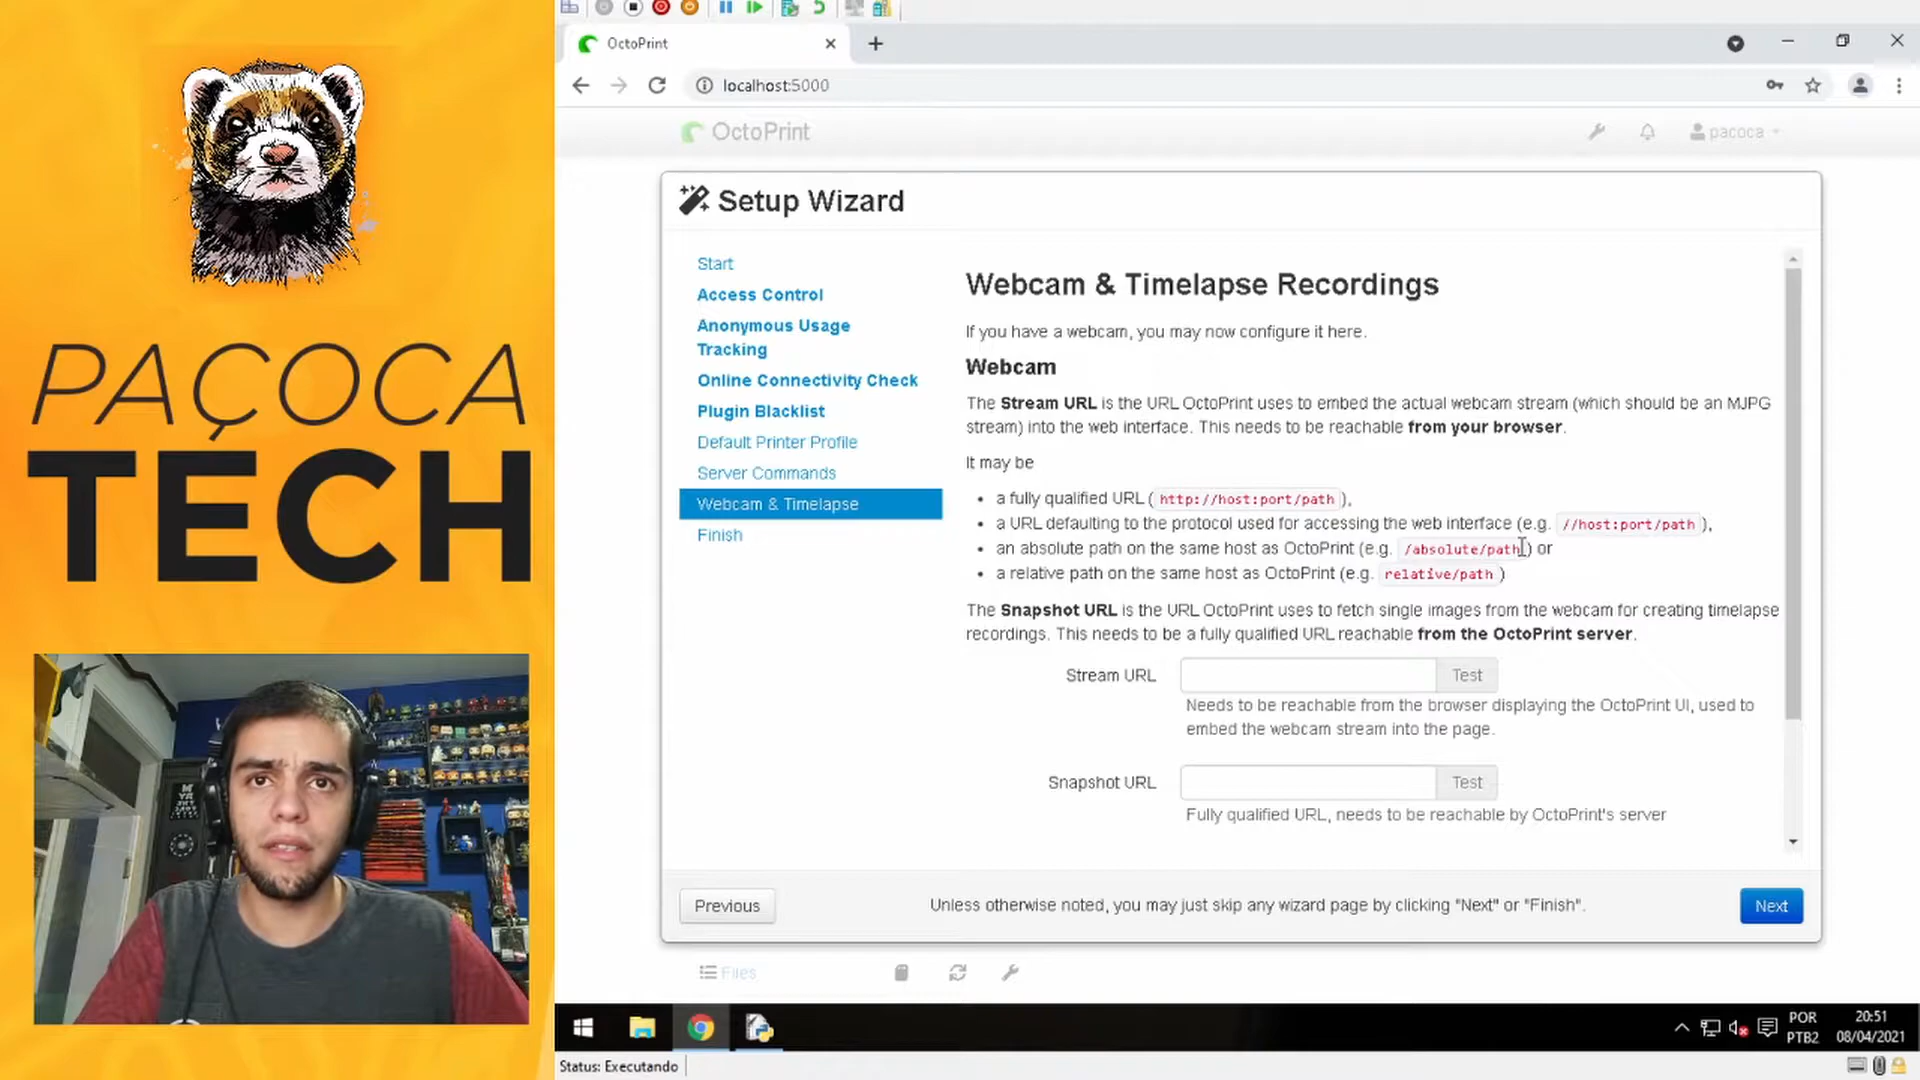 PAÇOCA
TECH
OctoPrint
localhost:5000
OctoPrint
pacoca
Setup Wizard
Start
Access Control
Anonymous Usage
Tracking
Online Connectivity Check
Plugin Blacklist
Default Printer Profile
Server Commands
Webcam & Timelapse
Finish
Webcam & Timelapse Recordings
If you have a webcam, you may now configure it here.
Webcam
The Stream URL is the URL OctoPrint uses to embed the actual webcam stream (which should be an MJPG
stream) into the web interface. This needs to be reachable from your browser.
It may be
• a fully qualified URL ( http://host:port/path ),
• a URL defaulting to the protocol used for accessing the web interface (e.g. //host:port/path ),
• an absolute path on the same host as OctoPrint (e.g. /absolute/path ) or
• a relative path on the same host as OctoPrint (e.g. relative/path )
The Snapshot URL is the URL OctoPrint uses to fetch single images from the webcam for creating timelapse
recordings. This needs to be a fully qualified URL reachable from the OctoPrint server.
Stream URL Test
Needs to be reachable from the browser displaying the OctoPrint UI, used to
embed the webcam stream into the page.
Snapshot URL Test
Fully qualified URL, needs to be reachable by OctoPrint's server
Previous
Unless otherwise noted, you may just skip any wizard page by clicking "Next" or "Finish".
Next
Files
POR
PTB2
20:51
08/04/2021
Status: Executando